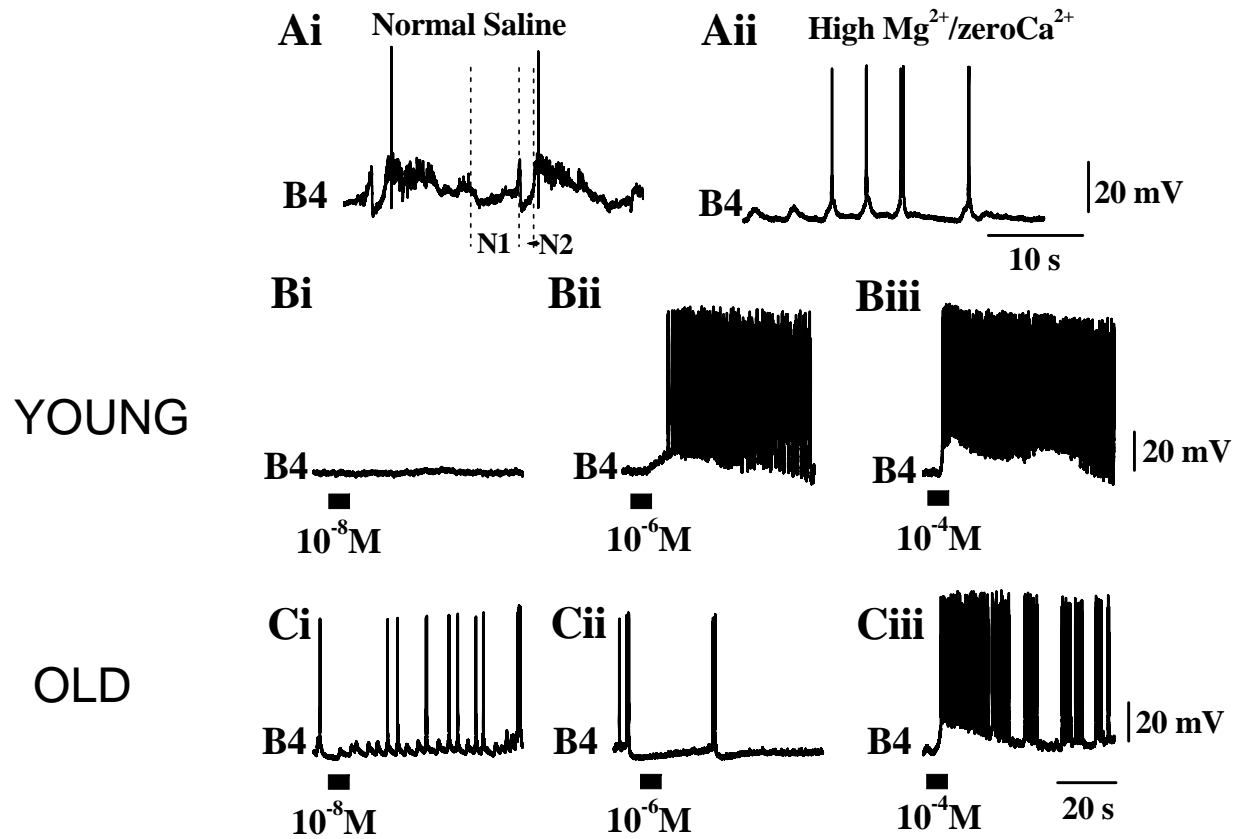 Ai Normal Saline
Aii High Mg²⁺/zeroCa²⁺
B4
N1
N2
B4
20 mV
10 s
Bi
Bii
Biii
YOUNG
B4
10⁻⁸M
B4
10⁻⁶M
B4
10⁻⁴M
20 mV
Ci
Cii
Ciii
OLD
B4
10⁻⁸M
B4
10⁻⁶M
B4
10⁻⁴M
20 mV
20 s